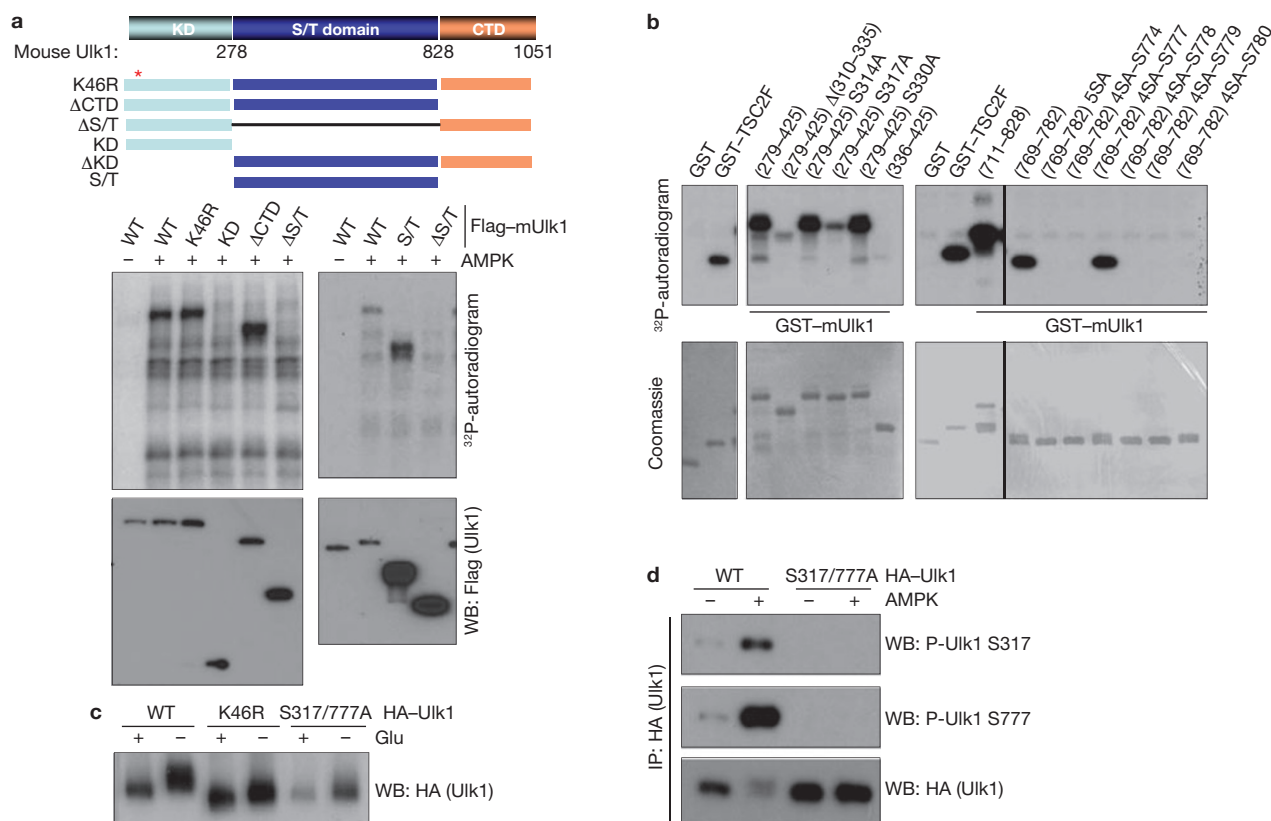 a
KD S/T domain CTD
Mouse Ulk1: 278 828 1051
*
K46R
ΔCTD
ΔS/T
KD
ΔKD
S/T
WT WT K46R KD ΔCTD ΔS/T WT WT S/T ΔS/T Flag–mUlk1
– + + + + + – + + + AMPK
32P-autoradiogram
WB: Flag (Ulk1)
b
GST GST–TSC2F (279–425) (279–425) Δ(310–335) (279–425) S314A (279–425) S317A (279–425) S330A (336–425) GST GST–TSC2F (711–828) (769–782) (769–782) 5SA (769–782) 4SA–S774 (769–782) 4SA–S777 (769–782) 4SA–S778 (769–782) 4SA–S779 (769–782) 4SA–S780
32P-autoradiogram
GST–mUlk1 GST–mUlk1
Coomassie
c
WT K46R S317/777A HA–Ulk1
+ – + – + – Glu
WB: HA (Ulk1)
d
WT S317/777A HA–Ulk1
– + – + AMPK
IP: HA (Ulk1)
WB: P-Ulk1 S317
WB: P-Ulk1 S777
WB: HA (Ulk1)